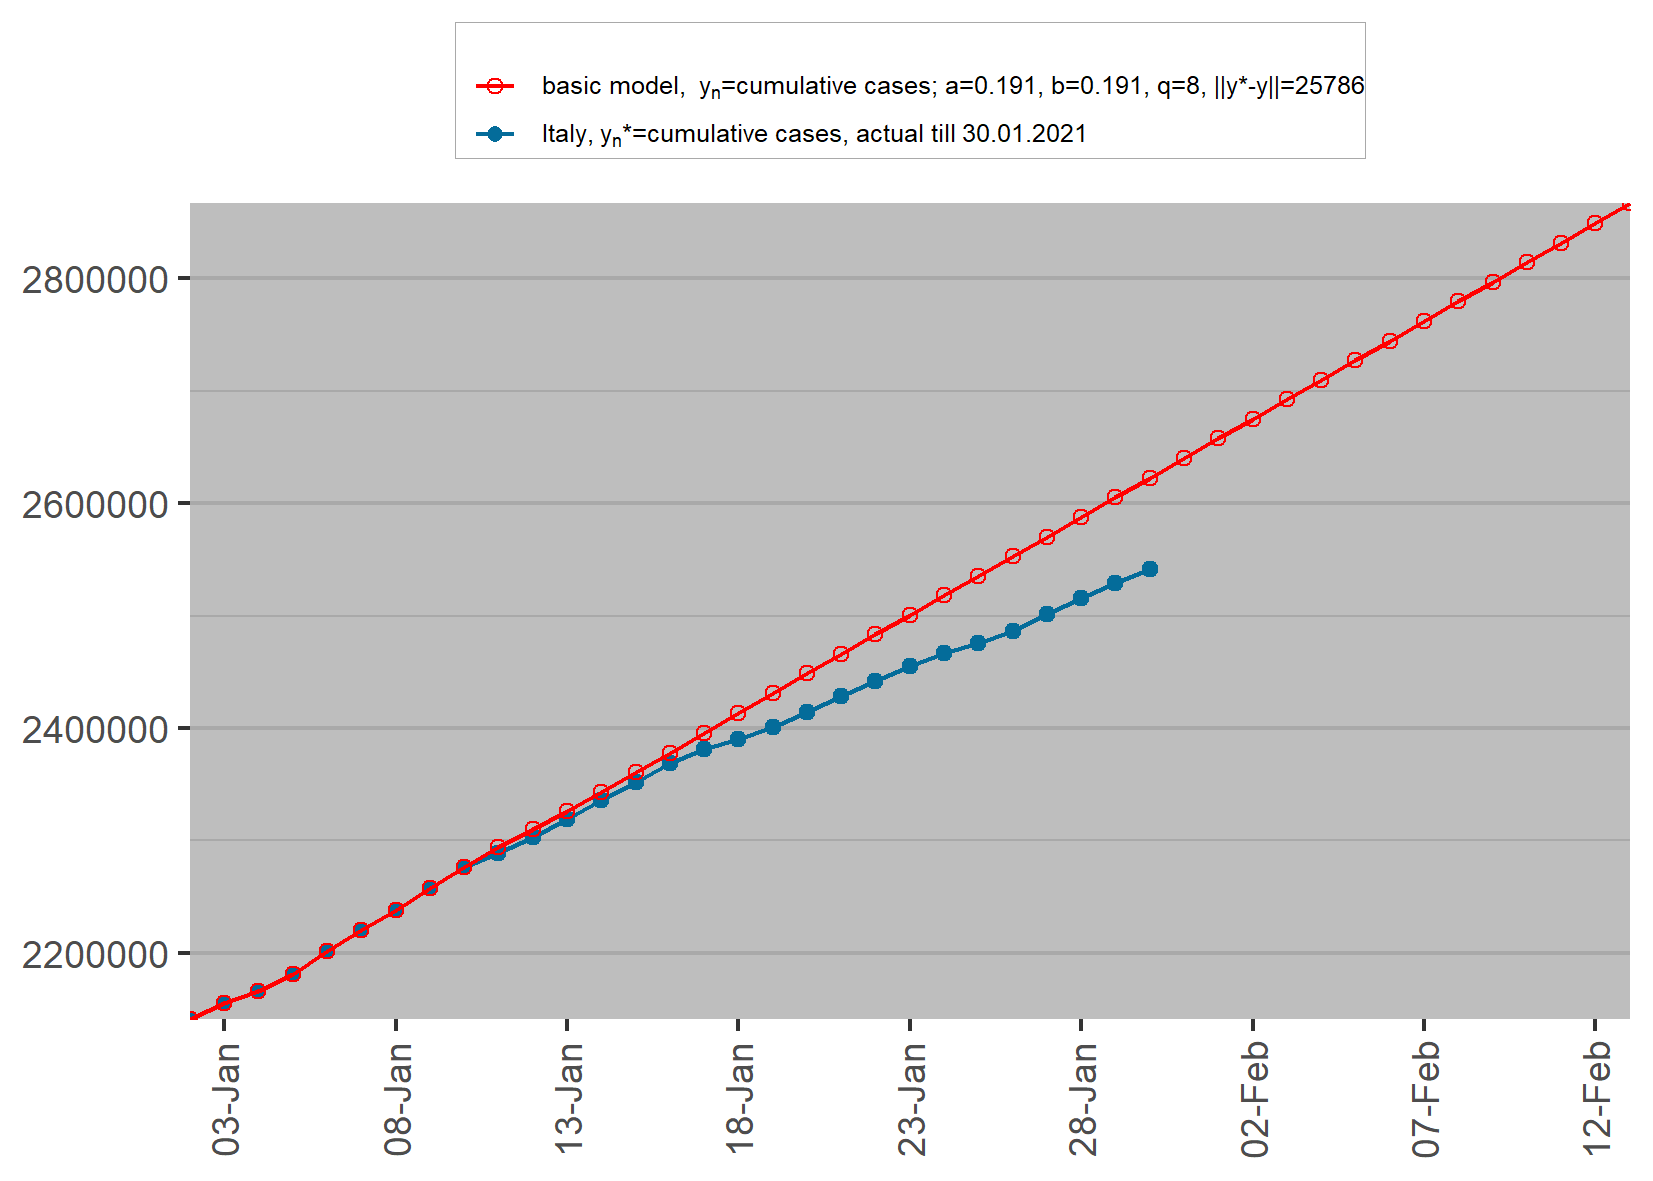 basic model,  yn=cumulative cases; a=0.191, b=0.191, q=8, ||y*-y||=25786
Italy, yn*=cumulative cases, actual till 30.01.2021
2800000
2600000
2400000
2200000
03-Jan
08-Jan
13-Jan
18-Jan
23-Jan
28-Jan
02-Feb
07-Feb
12-Feb